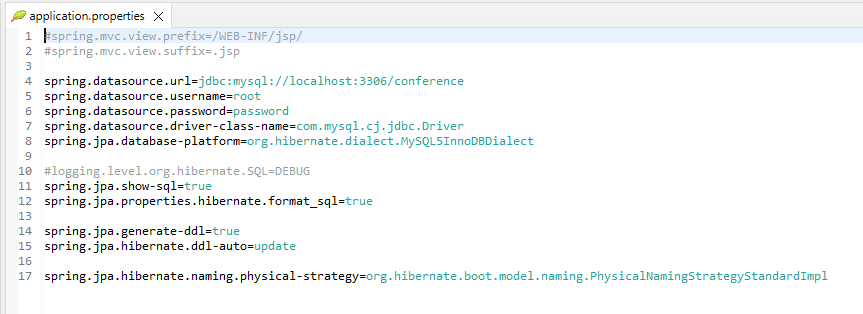 application.properties
1 #spring.mvc.view.prefix=/WEB-INF/jsp/
2 #spring.mvc.view.suffix=.jsp
3
4 spring.datasource.url=jdbc:mysql://localhost:3306/conference
5 spring.datasource.username=root
6 spring.datasource.password=password
7 spring.datasource.driver-class-name=com.mysql.cj.jdbc.Driver
8 spring.jpa.database-platform=org.hibernate.dialect.MySQL5InnoDBDialect
9
10 #logging.level.org.hibernate.SQL=DEBUG
11 spring.jpa.show-sql=true
12 spring.jpa.properties.hibernate.format_sql=true
13
14 spring.jpa.generate-ddl=true
15 spring.jpa.hibernate.ddl-auto=update
16
17 spring.jpa.hibernate.naming.physical-strategy=org.hibernate.boot.model.naming.PhysicalNamingStrategyStandardImpl